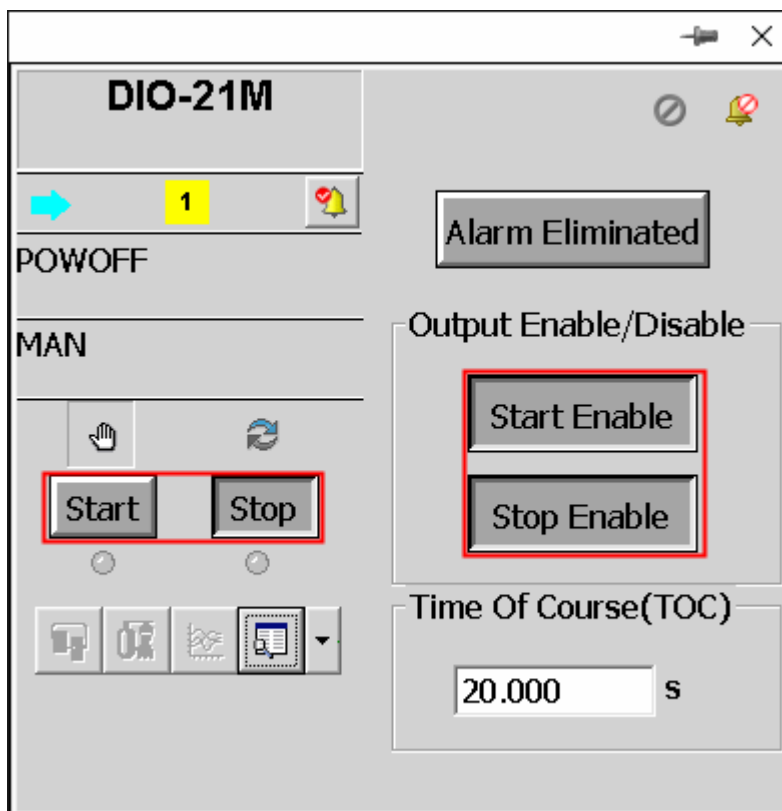 DIO-21M
1
POWOFF
MAN
Start Stop
Alarm Eliminated
Output Enable/Disable
Start Enable
Stop Enable
Time Of Course(TOC)
20.000 s